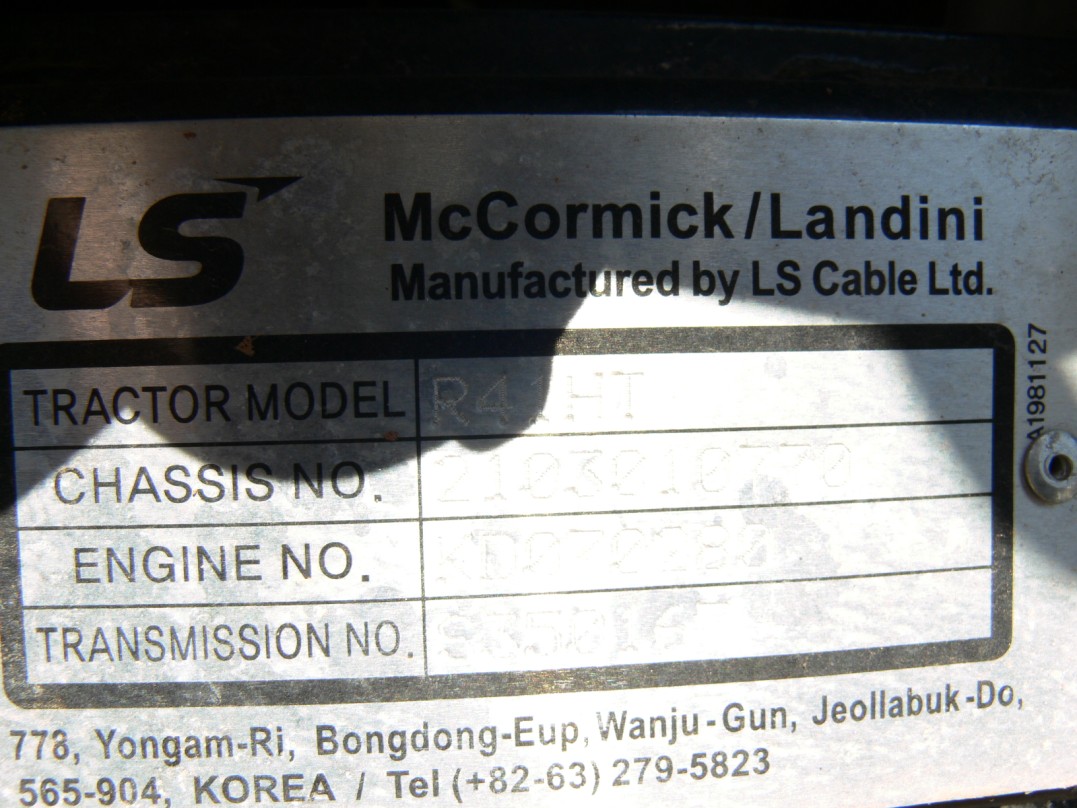 LS
McCormick/Landini
Manufactured by LS Cable Ltd.
TRACTOR MODEL R41HT
CHASSIS NO.
ENGINE NO.
TRANSMISSION NO.
A1981127
778, Yongam-Ri, Bongdong-Eup, Wanju-Gun, Jeollabuk-Do,
565-904, KOREA / Tel (+82-63) 279-5823